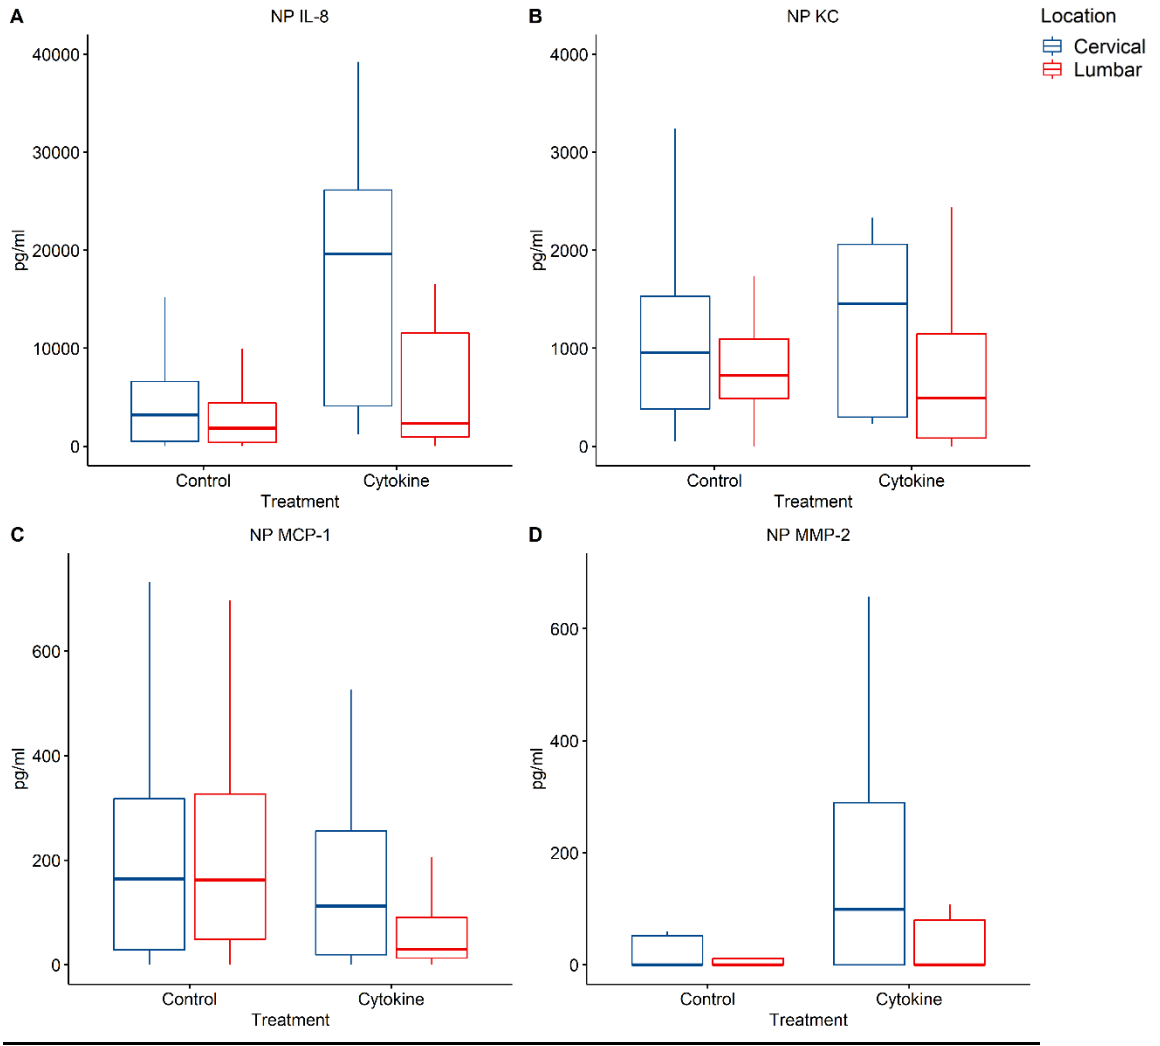 A
NP IL-8
40000
30000
20000
10000
0
pg/ml
Control
Cytokine
Treatment
B
NP KC
4000
3000
2000
1000
0
pg/ml
Control
Cytokine
Treatment
Location
Cervical
Lumbar
C
NP MCP-1
600
400
200
0
pg/ml
Control
Cytokine
Treatment
D
NP MMP-2
600
400
200
0
pg/ml
Control
Cytokine
Treatment